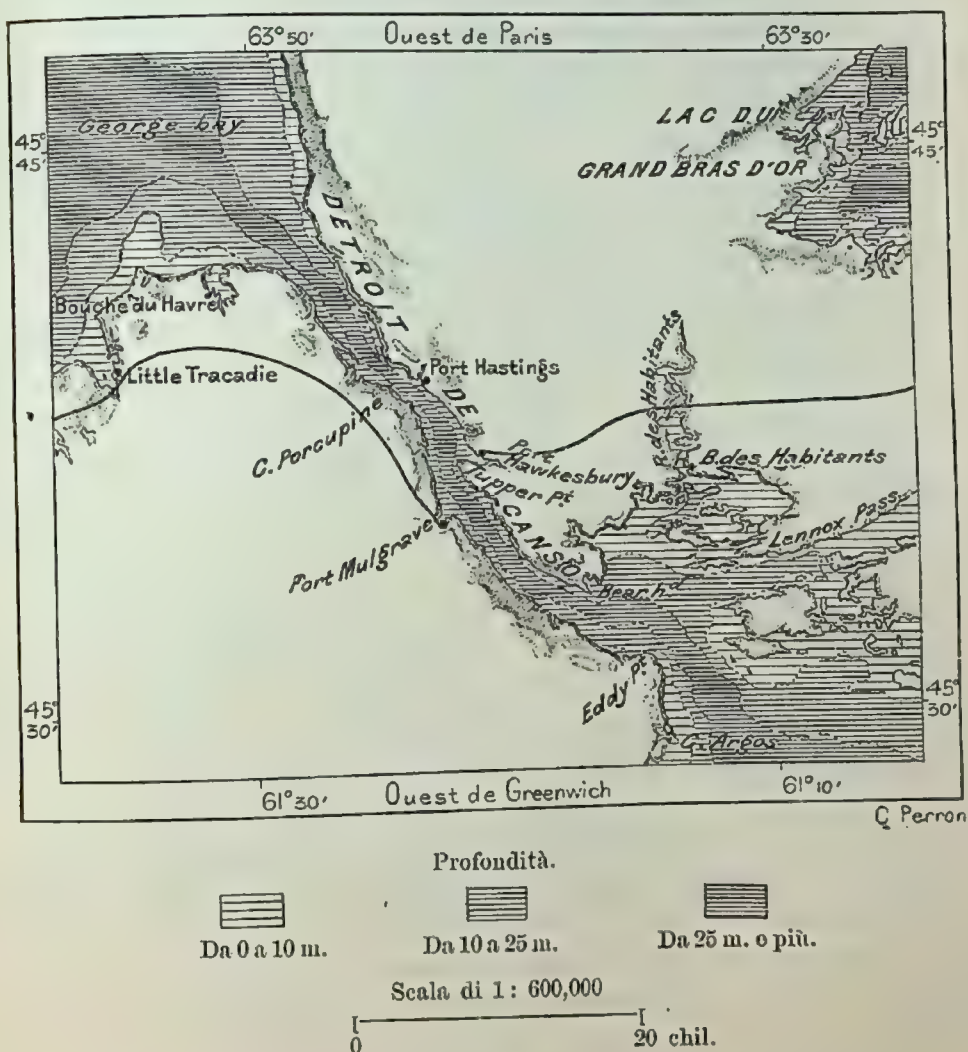 63°50' Ouest de Paris 63°30'
George bay
45°
45'
LAC DU
GRAND BRAS D'OR
45°
45'
DÉTROIT DE CANSO
Bouche du Havre
Little Tracadie
Port Hastings
C. Porcupine
R. des Habitants
Port
Hawkesbury
Tupper Pt.
B. des Habitants
Lennox Pass.
Port Mulgrave
Bear h.
Eddy Pt.
C. Argos
45°
30'
45°
30'
61°30' Ouest de Greenwich 61°10'
C Perron
Profondità.
Da 0 a 10 m. Da 10 a 25 m. Da 25 m. o più.
Scala di 1: 600,000
0 20 chil.